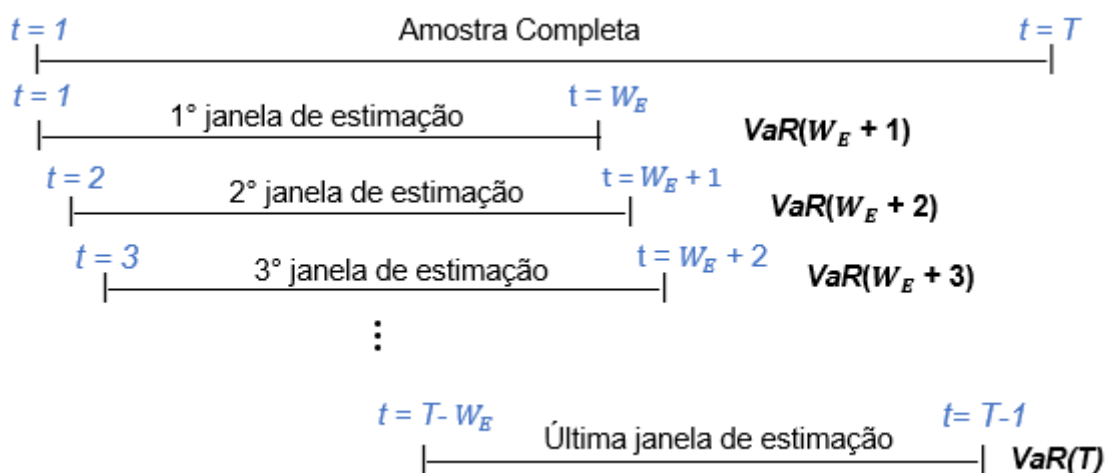 t = 1 Amostra Completa t = T
t = 1 1° janela de estimação t = W_E VaR(W_E + 1)
t = 2 2° janela de estimação t = W_E + 1 VaR(W_E + 2)
t = 3 3° janela de estimação t = W_E + 2 VaR(W_E + 3)
⋮
t = T- W_E Última janela de estimação t= T-1 VaR(T)